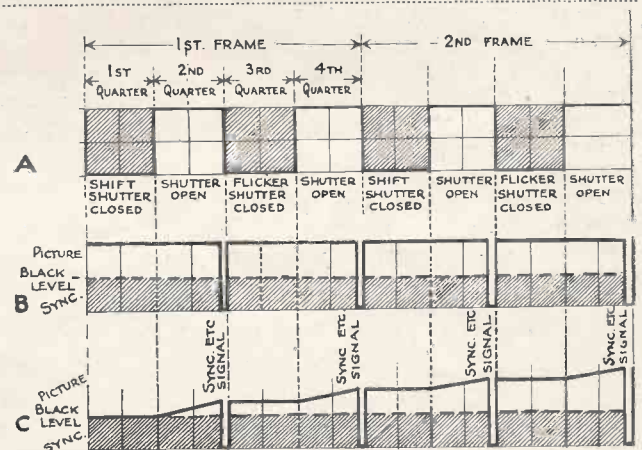 1ST. FRAME 2ND FRAME
1ST 2ND 3RD 4TH
QUARTER QUARTER QUARTER QUARTER
A
SHIFT SHUTTER CLOSED
SHUTTER OPEN
FLICKER SHUTTER CLOSED
SHUTTER OPEN
SHIFT SHUTTER CLOSED
SHUTTER OPEN
FLICKER SHUTTER CLOSED
SHUTTER OPEN
PICTURE
BLACK LEVEL
B SYNC.
SYNC. ETC SIGNAL
SYNC. ETC SIGNAL
SYNC. ETC SIGNAL
SYNC. ETC SIGNAL
PICTURE
BLACK LEVEL
C SYNC.